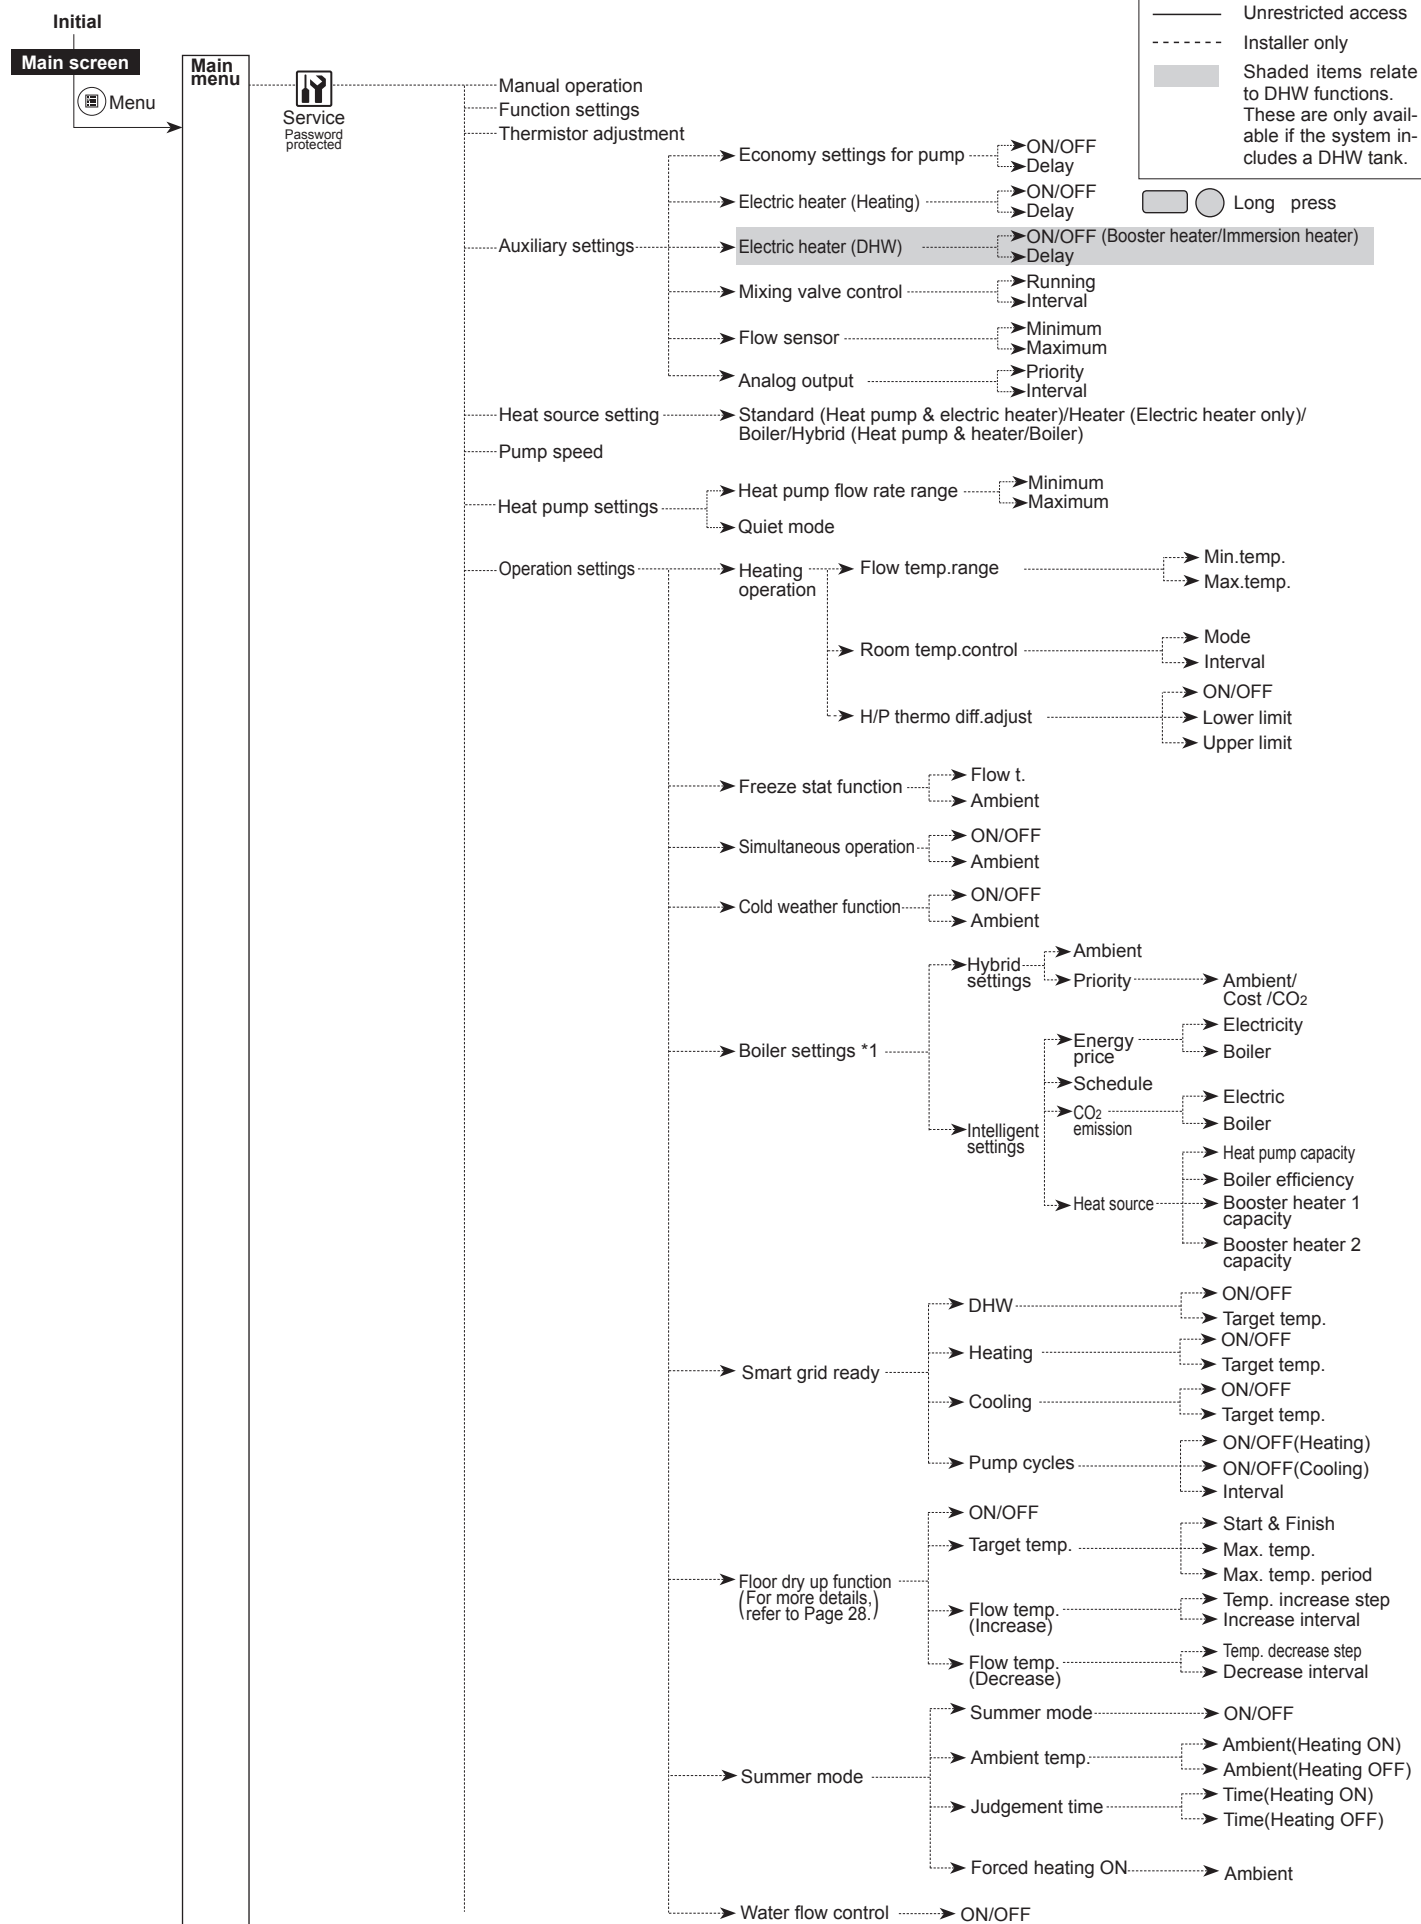 Initial
Main screen
Menu
Main
menu
Service
Password
protected
Unrestricted access
Installer only
Shaded items relate
to DHW functions.
These are only avail-
able if the system in-
cludes a DHW tank.
Long press
Manual operation
Function settings
Thermistor adjustment
Auxiliary settings
Economy settings for pump
ON/OFF
Delay
Electric heater (Heating)
ON/OFF
Delay
Electric heater (DHW)
ON/OFF (Booster heater/Immersion heater)
Delay
Mixing valve control
Running
Interval
Flow sensor
Minimum
Maximum
Analog output
Priority
Interval
Heat source setting
Standard (Heat pump & electric heater)/Heater (Electric heater only)/
Boiler/Hybrid (Heat pump & heater/Boiler)
Pump speed
Heat pump settings
Heat pump flow rate range
Minimum
Maximum
Quiet mode
Operation settings
Heating
operation
Flow temp.range
Min.temp.
Max.temp.
Room temp.control
Mode
Interval
H/P thermo diff.adjust
ON/OFF
Lower limit
Upper limit
Freeze stat function
Flow t.
Ambient
Simultaneous operation
ON/OFF
Ambient
Cold weather function
ON/OFF
Ambient
Boiler settings *1
Hybrid
settings
Ambient
Priority
Ambient/
Cost /CO2
Intelligent
settings
Energy
price
Electricity
Boiler
Schedule
CO2
emission
Electric
Boiler
Heat source
Heat pump capacity
Boiler efficiency
Booster heater 1
capacity
Booster heater 2
capacity
Smart grid ready
DHW
ON/OFF
Target temp.
Heating
ON/OFF
Target temp.
Cooling
ON/OFF
Target temp.
Pump cycles
ON/OFF(Heating)
ON/OFF(Cooling)
Interval
Floor dry up function
(For more details,
refer to Page 28.)
ON/OFF
Target temp.
Start & Finish
Max. temp.
Max. temp. period
Flow temp.
(Increase)
Temp. increase step
Increase interval
Flow temp.
(Decrease)
Temp. decrease step
Decrease interval
Summer mode
Summer mode
ON/OFF
Ambient temp.
Ambient(Heating ON)
Ambient(Heating OFF)
Judgement time
Time(Heating ON)
Time(Heating OFF)
Forced heating ON
Ambient
Water flow control
ON/OFF